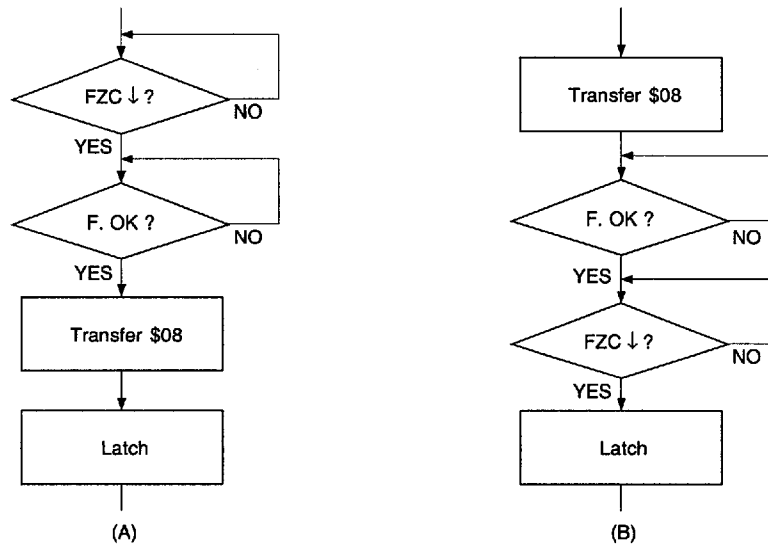 FZC ↓ ?
NO
YES
F. OK ?
NO
YES
Transfer $08
Latch
(A)
Transfer $08
F. OK ?
NO
YES
FZC ↓ ?
NO
YES
Latch
(B)